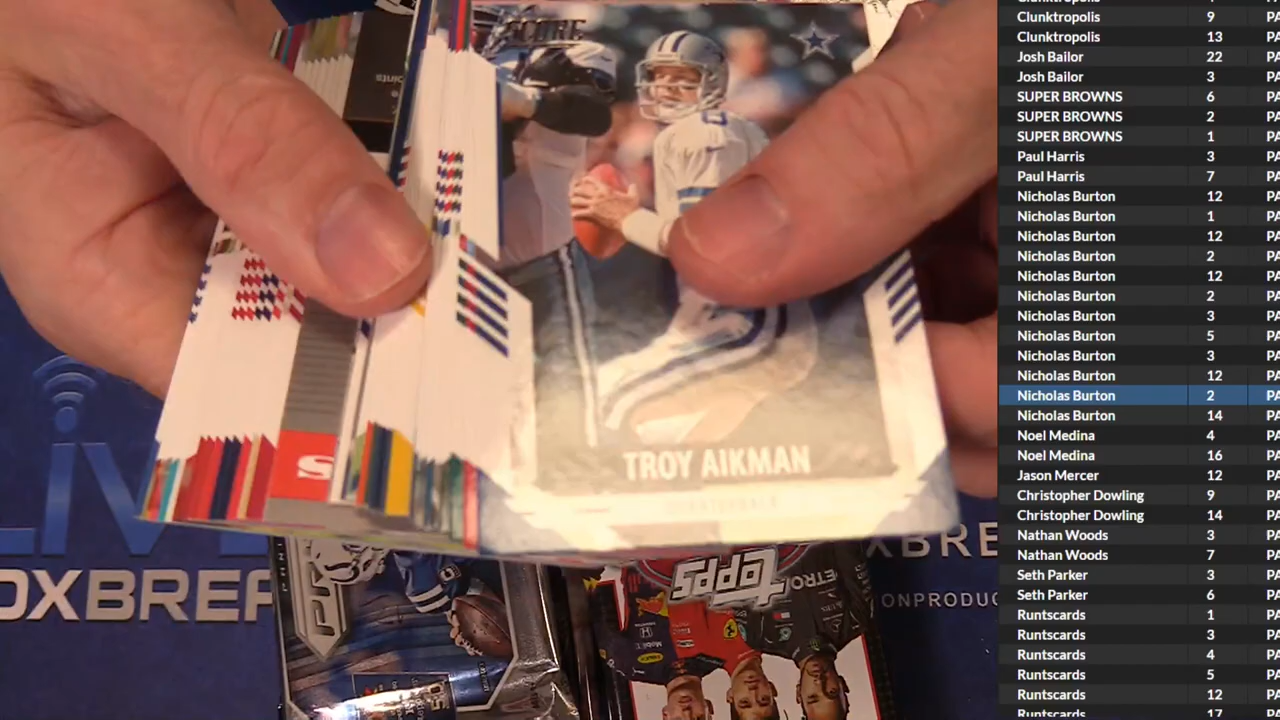 SCORE
TROY AIKMAN
QUARTERBACK
LIVE
OXBREA
OXBRE
ONPRODUC
Topps
Clunktropolis 9 PA
Clunktropolis 13 PA
Josh Bailor 22 PA
Josh Bailor 3 PA
SUPER BROWNS 6 PA
SUPER BROWNS 2 PA
SUPER BROWNS 1 PA
Paul Harris 3 PA
Paul Harris 7 PA
Nicholas Burton 12 PA
Nicholas Burton 1 PA
Nicholas Burton 12 PA
Nicholas Burton 2 PA
Nicholas Burton 12 PA
Nicholas Burton 2 PA
Nicholas Burton 3 PA
Nicholas Burton 5 PA
Nicholas Burton 3 PA
Nicholas Burton 12 PA
Nicholas Burton 2 PA
Nicholas Burton 14 PA
Noel Medina 4 PA
Noel Medina 16 PA
Jason Mercer 12 PA
Christopher Dowling 9 PA
Christopher Dowling 14 PA
Nathan Woods 3 PA
Nathan Woods 7 PA
Seth Parker 3 PA
Seth Parker 6 PA
Runtscards 1 PA
Runtscards 3 PA
Runtscards 4 PA
Runtscards 5 PA
Runtscards 12 PA
Runtscards 17 PA